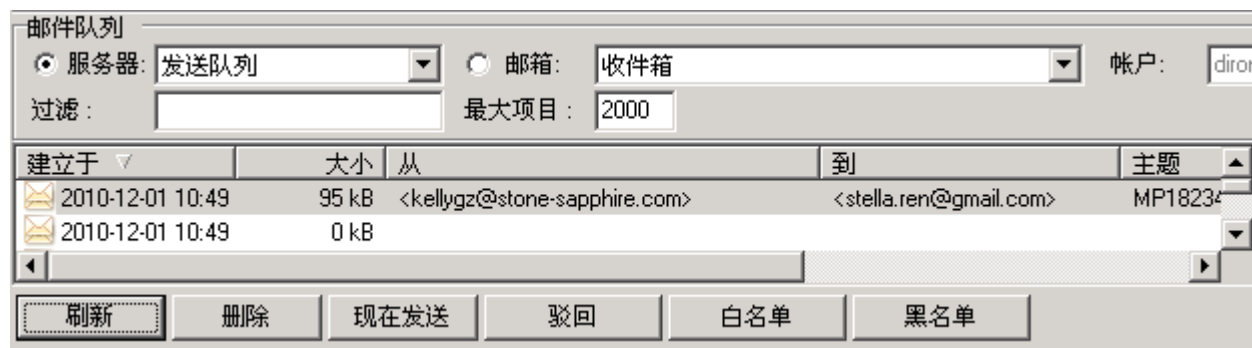 邮件队列
服务器: 发送队列 邮箱: 收件箱 帐户:
过滤: 最大项目: 2000
建立于 大小 从 到 主题
2010-12-01 10:49 95 kB <kellygz@stone-sapphire.com> <stella.ren@gmail.com> MP18234
2010-12-01 10:49 0 kB
刷新 册除 现在发送 驳回 白名单 黑名单